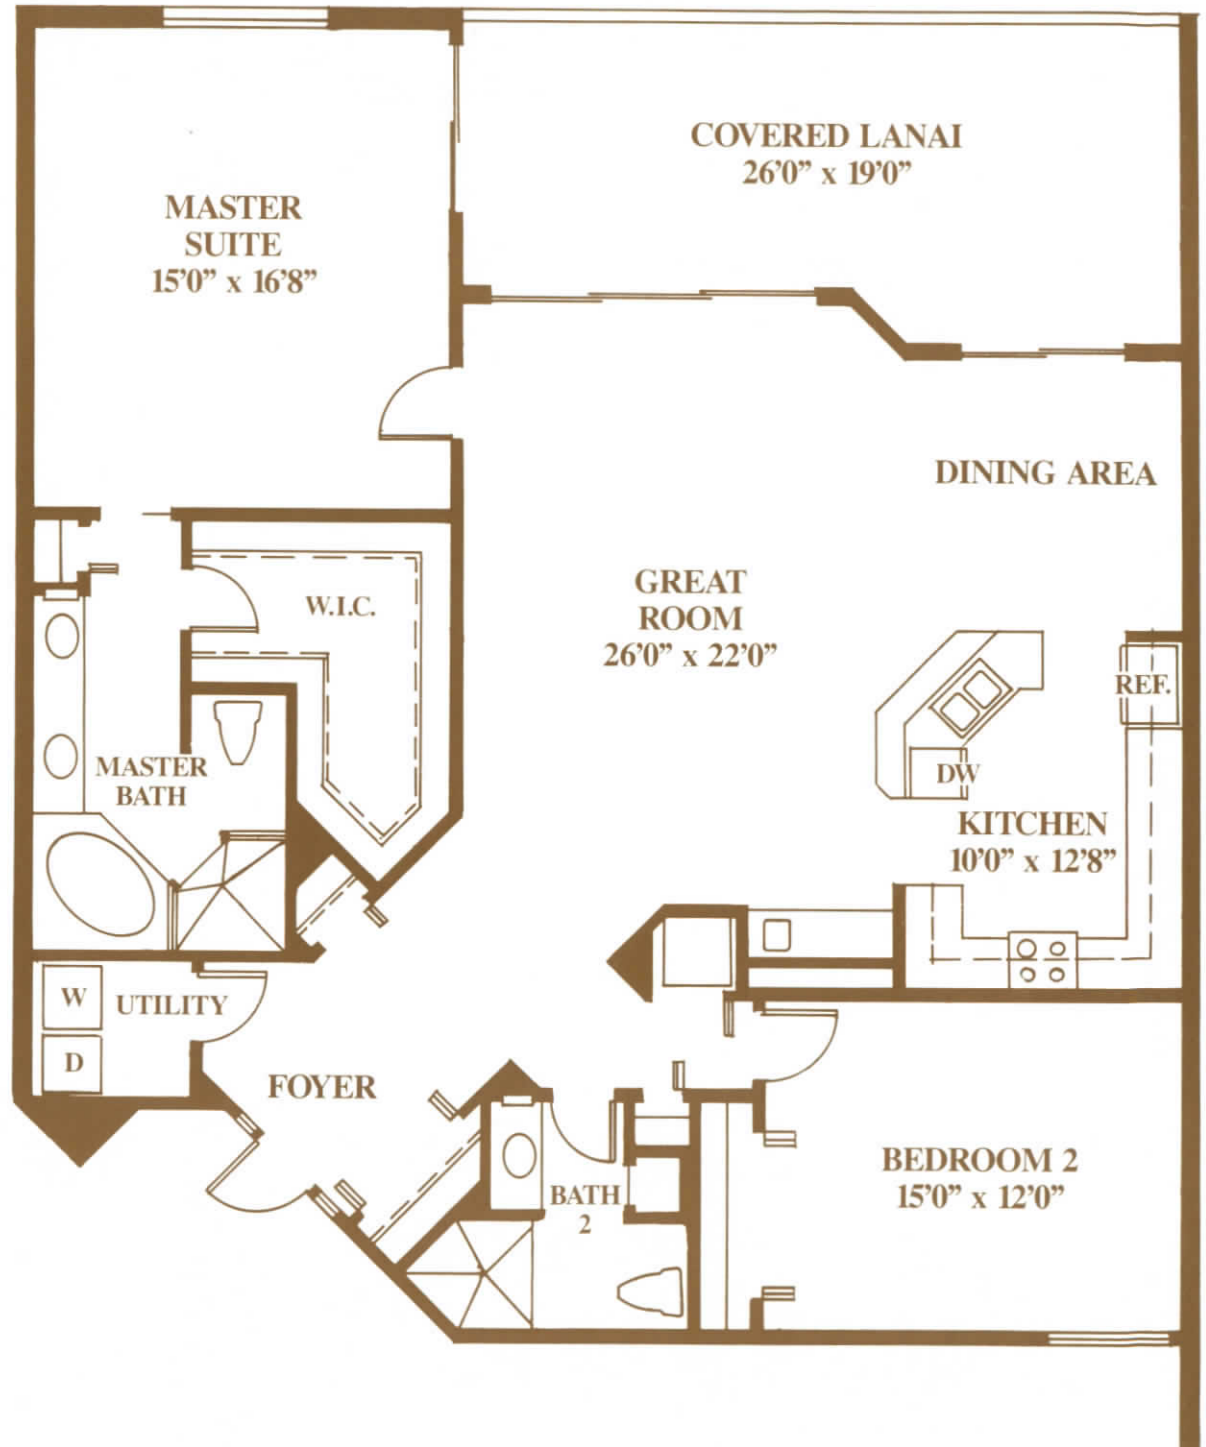 COVERED LANAI
26’0” x 19’0”
MASTER
SUITE
15’0” x 16’8”
DINING AREA
GREAT
ROOM
26’0” x 22’0”
W.I.C.
REF.
MASTER
BATH
DW
KITCHEN
10’0” x 12’8”
W
UTILITY
D
FOYER
BEDROOM 2
15’0” x 12’0”
BATH
2